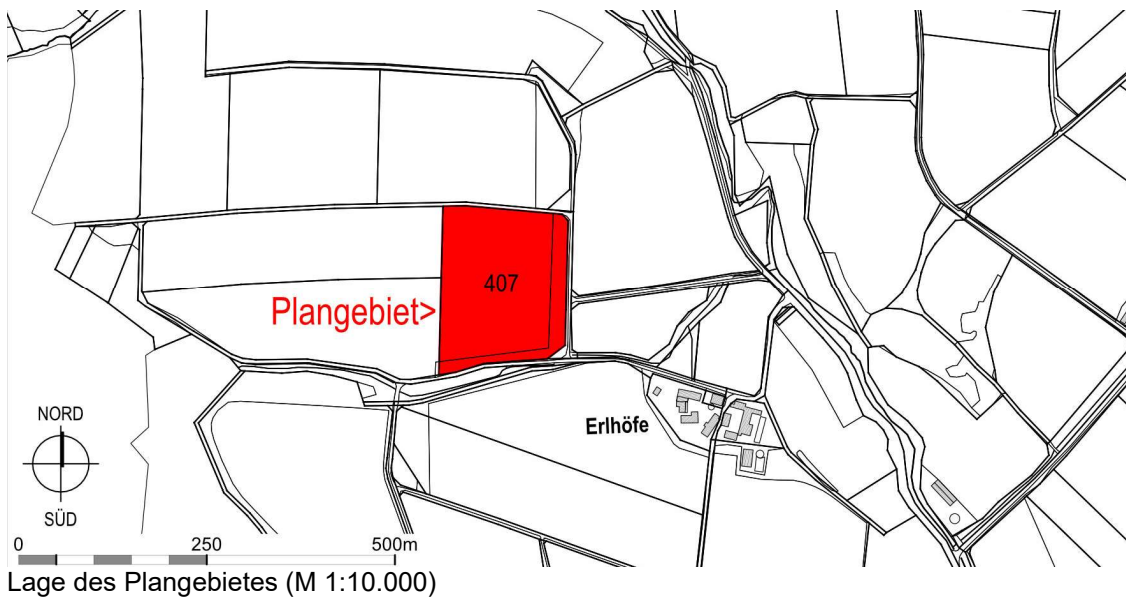 407
Plangebiet>
Erlhöfe
NORD
SÜD
0 250 500m
Lage des Plangebietes (M 1:10.000)